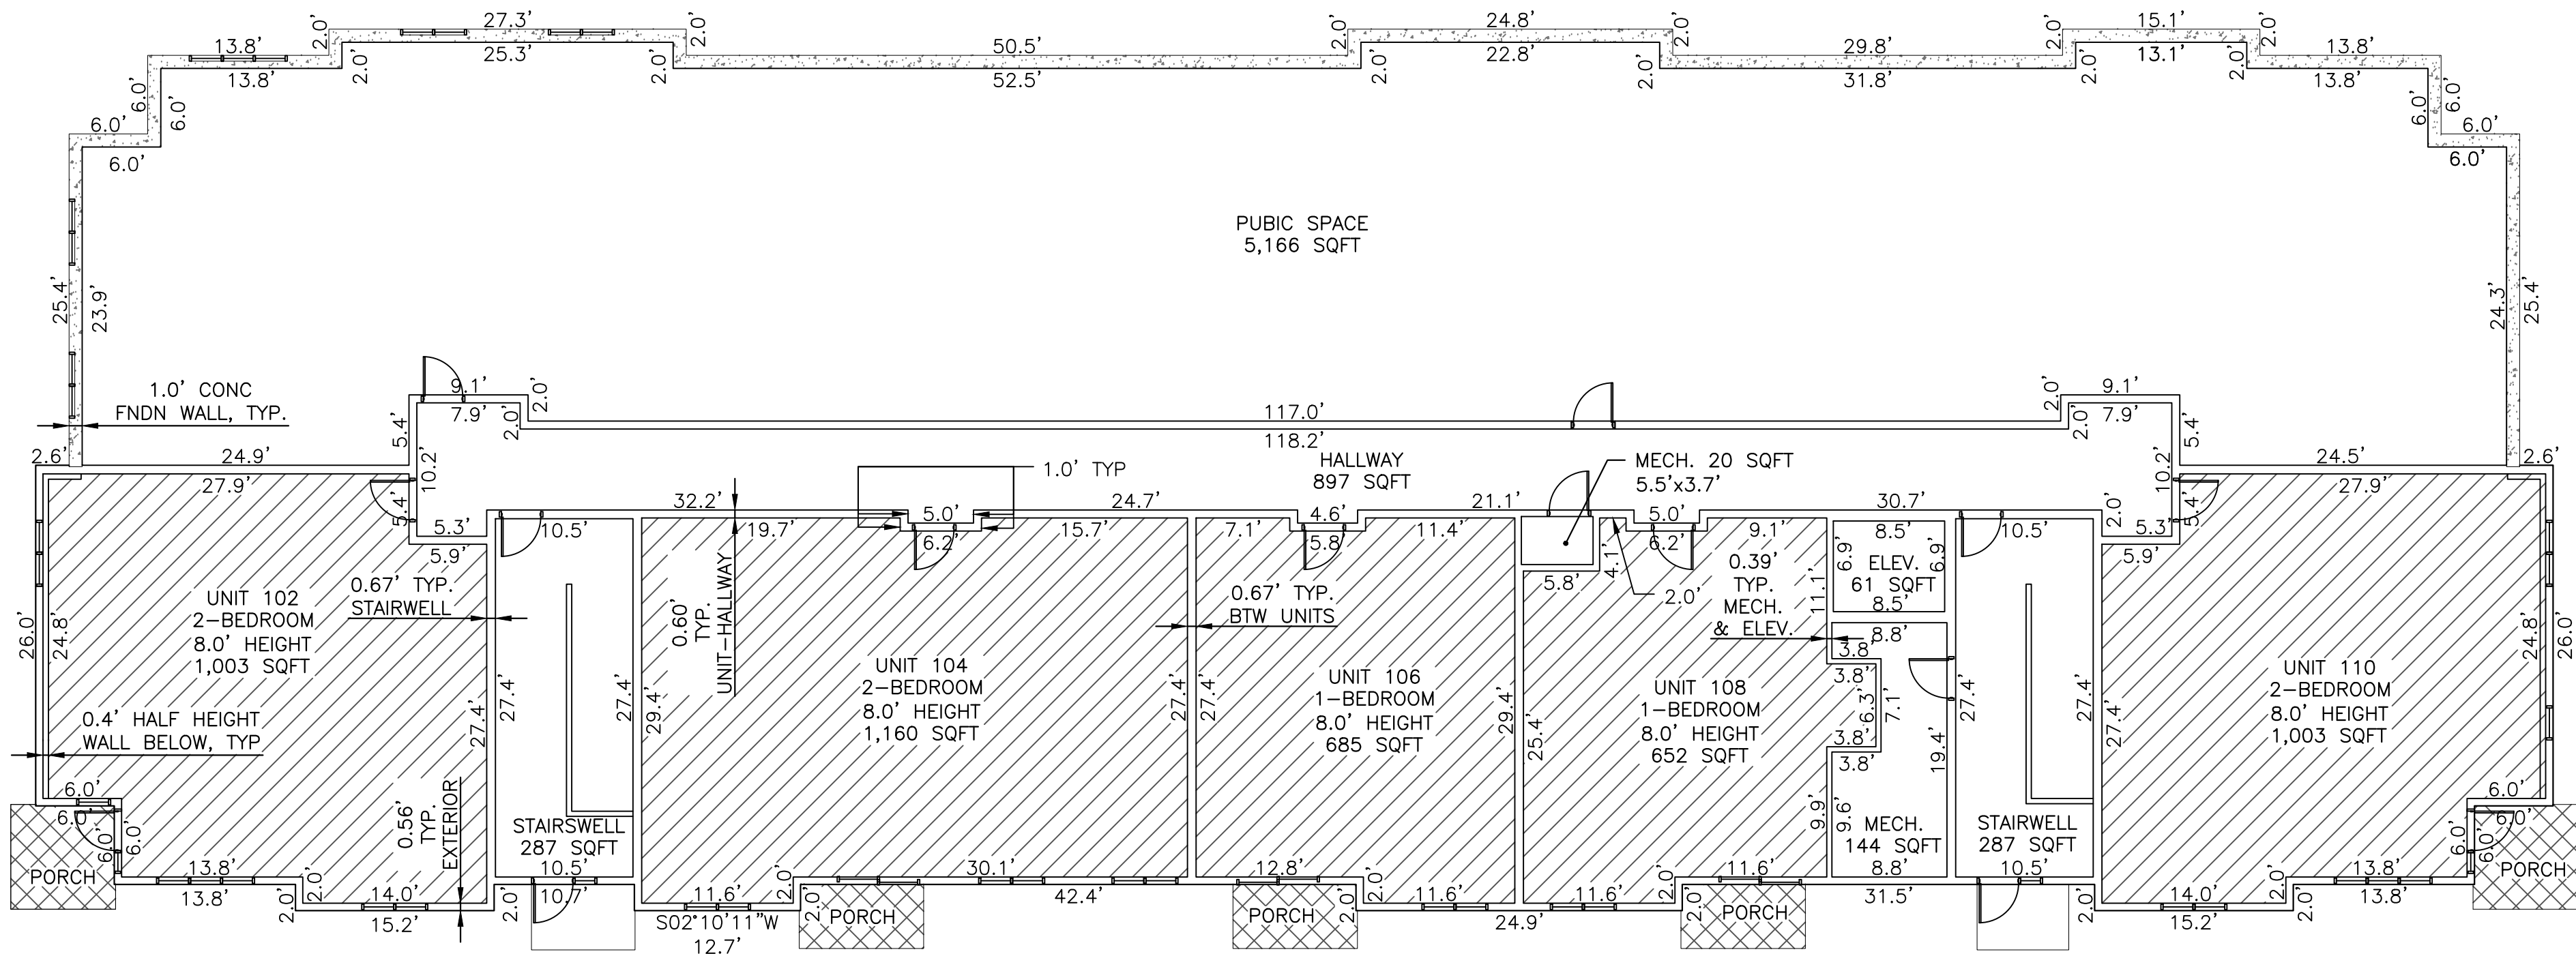 2.0'
27.3'
2.0'
2.0'
24.8'
2.0'
2.0'
15.1'
2.0'
13.8'
25.3'
50.5'
22.8'
29.8'
13.1'
13.8'
13.8'
2.0'
2.0'
52.5'
2.0'
2.0'
31.8'
2.0'
2.0'
13.8'
6.0'
6.0'
6.0'
6.0'
6.0'
6.0'
6.0'
6.0'
PUBIC SPACE
5,166 SQFT
25.4'
23.9'
24.3'
25.4'
1.0' CONC
FNDN WALL, TYP.
9.1'
7.9'
2.0'
2.0'
117.0'
118.2'
2.0'
2.0'
9.1'
7.9'
5.4'
5.4'
2.6'
24.9'
27.9'
10.2'
5.4'
5.3'
5.9'
32.2'
1.0' TYP
24.7'
HALLWAY
897 SQFT
21.1'
MECH. 20 SQFT
5.5'x3.7'
30.7'
2.0'
10.2'
5.4'
5.3'
5.9'
24.5'
27.9'
2.6'
10.5'
19.7'
5.0'
6.2'
15.7'
7.1'
4.6'
5.8'
11.4'
5.0'
6.2'
9.1'
8.5'
10.5'
5.8'
4.1'
2.0'
6.9'
6.9'
ELEV.
61 SQFT
8.5'
11.1'
0.39'
TYP.
MECH.
& ELEV.
0.67' TYP.
STAIRWELL
0.60'
TYP.
UNIT-HALLWAY
0.67' TYP.
BTW UNITS
UNIT 102
2-BEDROOM
8.0' HEIGHT
1,003 SQFT
26.0'
24.8'
27.4'
27.4'
27.4'
29.4'
UNIT 104
2-BEDROOM
8.0' HEIGHT
1,160 SQFT
27.4'
27.4'
UNIT 106
1-BEDROOM
8.0' HEIGHT
685 SQFT
29.4'
25.4'
UNIT 108
1-BEDROOM
8.0' HEIGHT
652 SQFT
8.8'
3.8'
3.8'
6.3'
7.1'
3.8'
3.8'
19.4'
27.4'
27.4'
27.4'
UNIT 110
2-BEDROOM
8.0' HEIGHT
1,003 SQFT
24.8'
26.0'
0.4' HALF HEIGHT
WALL BELOW, TYP
6.0'
6.0'
6.0'
6.0'
PORCH
0.56'
TYP.
EXTERIOR
13.8'
13.8'
2.0'
2.0'
14.0'
15.2'
STAIRSWELL
287 SQFT
10.5'
10.7'
2.0'
11.6'
S02°10'11"W
12.7'
2.0'
2.0'
PORCH
30.1'
42.4'
12.8'
PORCH
2.0'
2.0'
11.6'
24.9'
11.6'
2.0'
2.0'
11.6'
PORCH
9.9'
9.6'
MECH.
144 SQFT
8.8'
31.5'
STAIRWELL
287 SQFT
10.5'
2.0'
14.0'
15.2'
2.0'
2.0'
13.8'
13.8'
6.0'
6.0'
6.0'
6.0'
PORCH